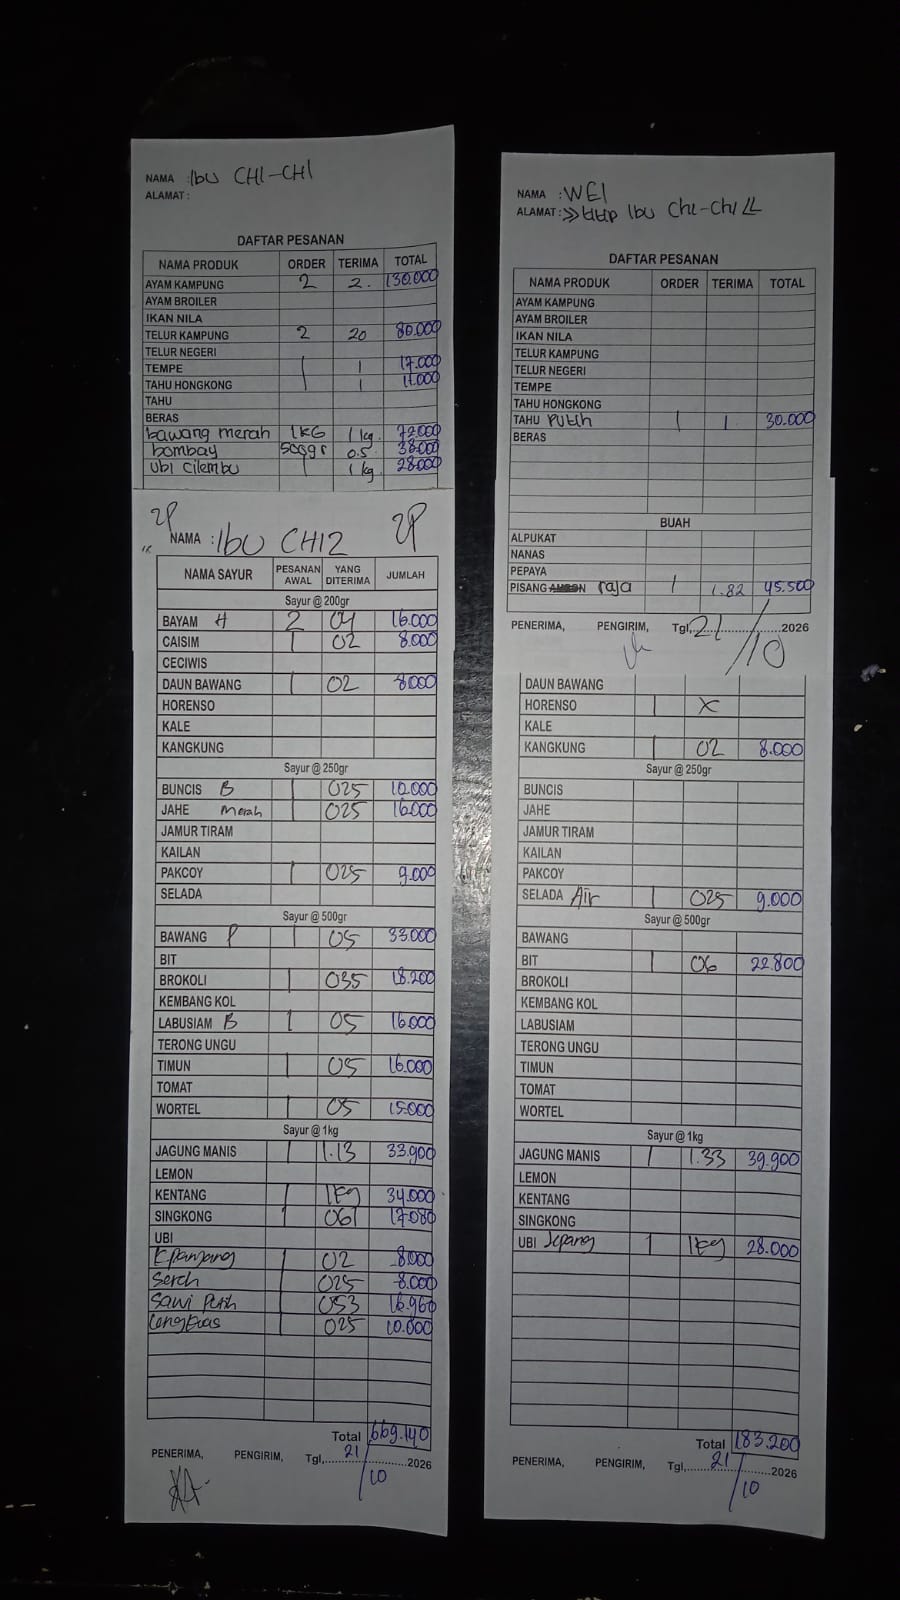 NAMA : Ibu CHI-CHI
ALAMAT :
DAFTAR PESANAN
NAMA PRODUK ORDER TERIMA TOTAL
AYAM KAMPUNG 2 2. 130.000
AYAM BROILER
IKAN NILA
TELUR KAMPUNG 2 20 80.000
TELUR NEGERI
TEMPE 1 1 17.000
TAHU HONGKONG 1 1 11.000
TAHU
BERAS
bawang merah 1KG 1 kg. 72.000
bombay 500gr 0.5 38.000
Ubi Cilembu 1 1 kg 28.000
2P 2P
NAMA : IbU CHI2
NAMA SAYUR PESANAN AWAL YANG DITERIMA JUMLAH
Sayur @ 200gr
BAYAM H 2 04 16.000
CAISIM 1 02 8.000
CECIWIS
DAUN BAWANG 1 02 8.000
HORENSO
KALE
KANGKUNG
Sayur @ 250gr
BUNCIS B 1 025 10.000
JAHE Merah 1 025 16.000
JAMUR TIRAM
KAILAN
PAKCOY 1 025 9.000
SELADA
Sayur @ 500gr
BAWANG P 1 05 33.000
BIT
BROKOLI 1 035 18.200
KEMBANG KOL
LABUSIAM B 1 05 16.000
TERONG UNGU
TIMUN 1 05 16.000
TOMAT
WORTEL 1 05 15.000
Sayur @ 1kg
JAGUNG MANIS 1 1.13 33.900
LEMON
KENTANG 1 1Kg 34.000
SINGKONG 1 061 17.080
UBI
K panjang 1 02 8.000
Sereh 1 025 8.000
Sawi Putih 1 053 16.960
Lengkuas 1 025 10.000
Total 669.140
PENERIMA, PENGIRIM, Tgl, 21/10 2026
NAMA : WEI
ALAMAT : Ibu Chi-Chi
DAFTAR PESANAN
NAMA PRODUK ORDER TERIMA TOTAL
AYAM KAMPUNG
AYAM BROILER
IKAN NILA
TELUR KAMPUNG
TELUR NEGERI
TEMPE
TAHU HONGKONG
TAHU Putih 1 1 30.000
BERAS
BUAH
ALPUKAT
NANAS
PEPAYA
PISANG raja 1 1.82 45.500
PENERIMA, PENGIRIM, Tgl, 21/10 2026
DAUN BAWANG
HORENSO 1 X
KALE
KANGKUNG 1 02 8.000
Sayur @ 250gr
BUNCIS
JAHE
JAMUR TIRAM
KAILAN
PAKCOY
SELADA Air 1 025 9.000
Sayur @ 500gr
BAWANG
BIT 1 06 22.800
BROKOLI
KEMBANG KOL
LABUSIAM
TERONG UNGU
TIMUN
TOMAT
WORTEL
Sayur @ 1kg
JAGUNG MANIS 1 1.33 39.900
LEMON
KENTANG
SINGKONG
UBI Jepang 1 1Kg 28.000
Total 183.200
PENERIMA, PENGIRIM, Tgl, 21/10 2026